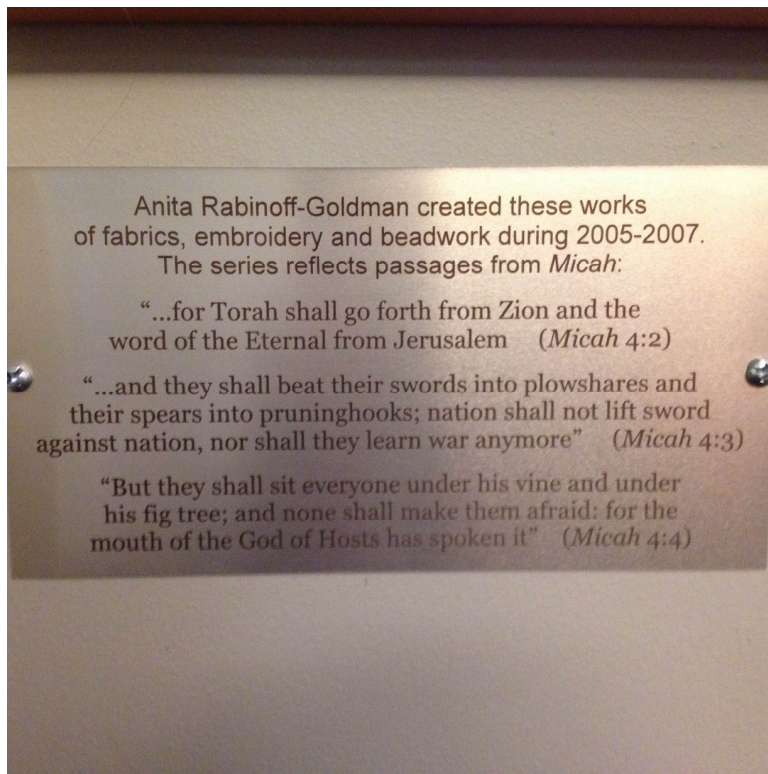 Anita Rabinoff-Goldman created these works
of fabrics, embroidery and beadwork during 2005-2007.
The series reflects passages from Micah:
“...for Torah shall go forth from Zion and the
word of the Eternal from Jerusalem (Micah 4:2)
“...and they shall beat their swords into plowshares and
their spears into pruninghooks; nation shall not lift sword
against nation, nor shall they learn war anymore” (Micah 4:3)
“But they shall sit everyone under his vine and under
his fig tree; and none shall make them afraid: for the
mouth of the God of Hosts has spoken it” (Micah 4:4)